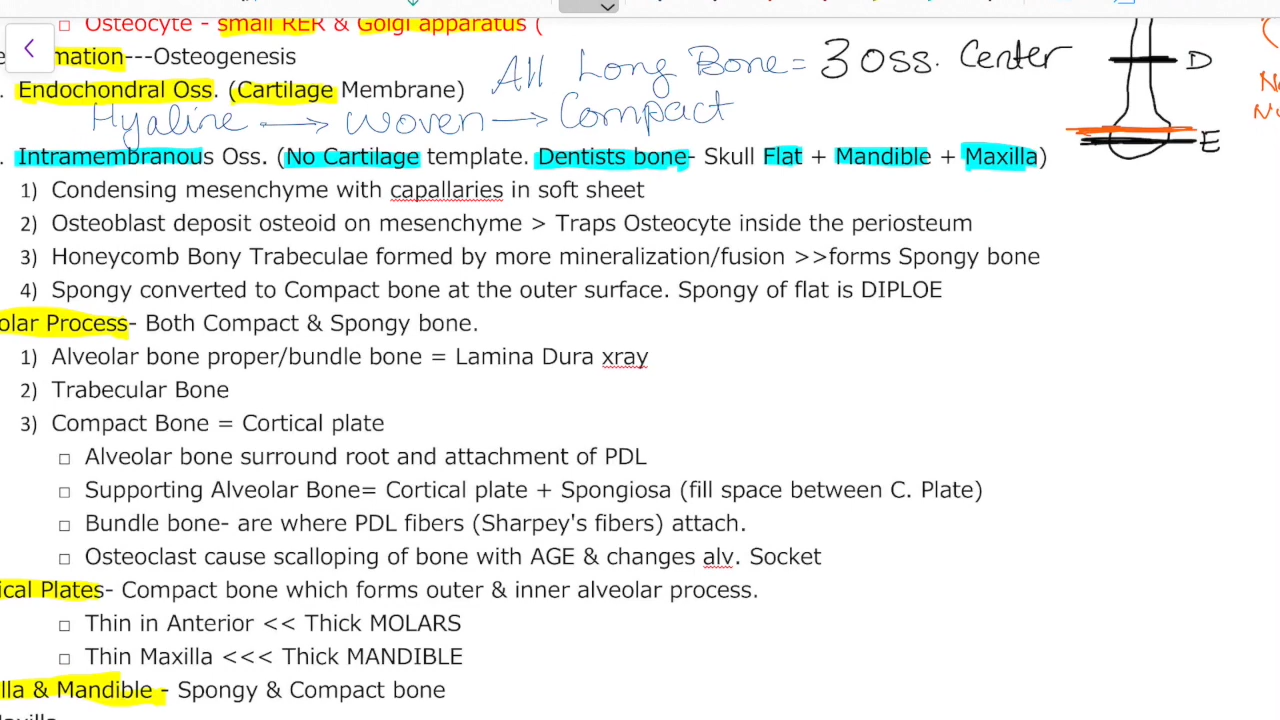 □ Osteocyte - small RER & Golgi apparatus (
mation---Osteogenesis
All Long Bone = 3 Oss. Center
D
. Endochondral Oss. (Cartilage Membrane)
Hyaline → Woven → Compact
E
. Intramembranous Oss. (No Cartilage template. Dentists bone- Skull Flat + Mandible + Maxilla)
1) Condensing mesenchyme with capallaries in soft sheet
2) Osteoblast deposit osteoid on mesenchyme > Traps Osteocyte inside the periosteum
3) Honeycomb Bony Trabeculae formed by more mineralization/fusion >>forms Spongy bone
4) Spongy converted to Compact bone at the outer surface. Spongy of flat is DIPLOE
olar Process- Both Compact & Spongy bone.
1) Alveolar bone proper/bundle bone = Lamina Dura xray
2) Trabecular Bone
3) Compact Bone = Cortical plate
□ Alveolar bone surround root and attachment of PDL
□ Supporting Alveolar Bone= Cortical plate + Spongiosa (fill space between C. Plate)
□ Bundle bone- are where PDL fibers (Sharpey's fibers) attach.
□ Osteoclast cause scalloping of bone with AGE & changes alv. Socket
ical Plates- Compact bone which forms outer & inner alveolar process.
□ Thin in Anterior << Thick MOLARS
□ Thin Maxilla <<< Thick MANDIBLE
lla & Mandible - Spongy & Compact bone